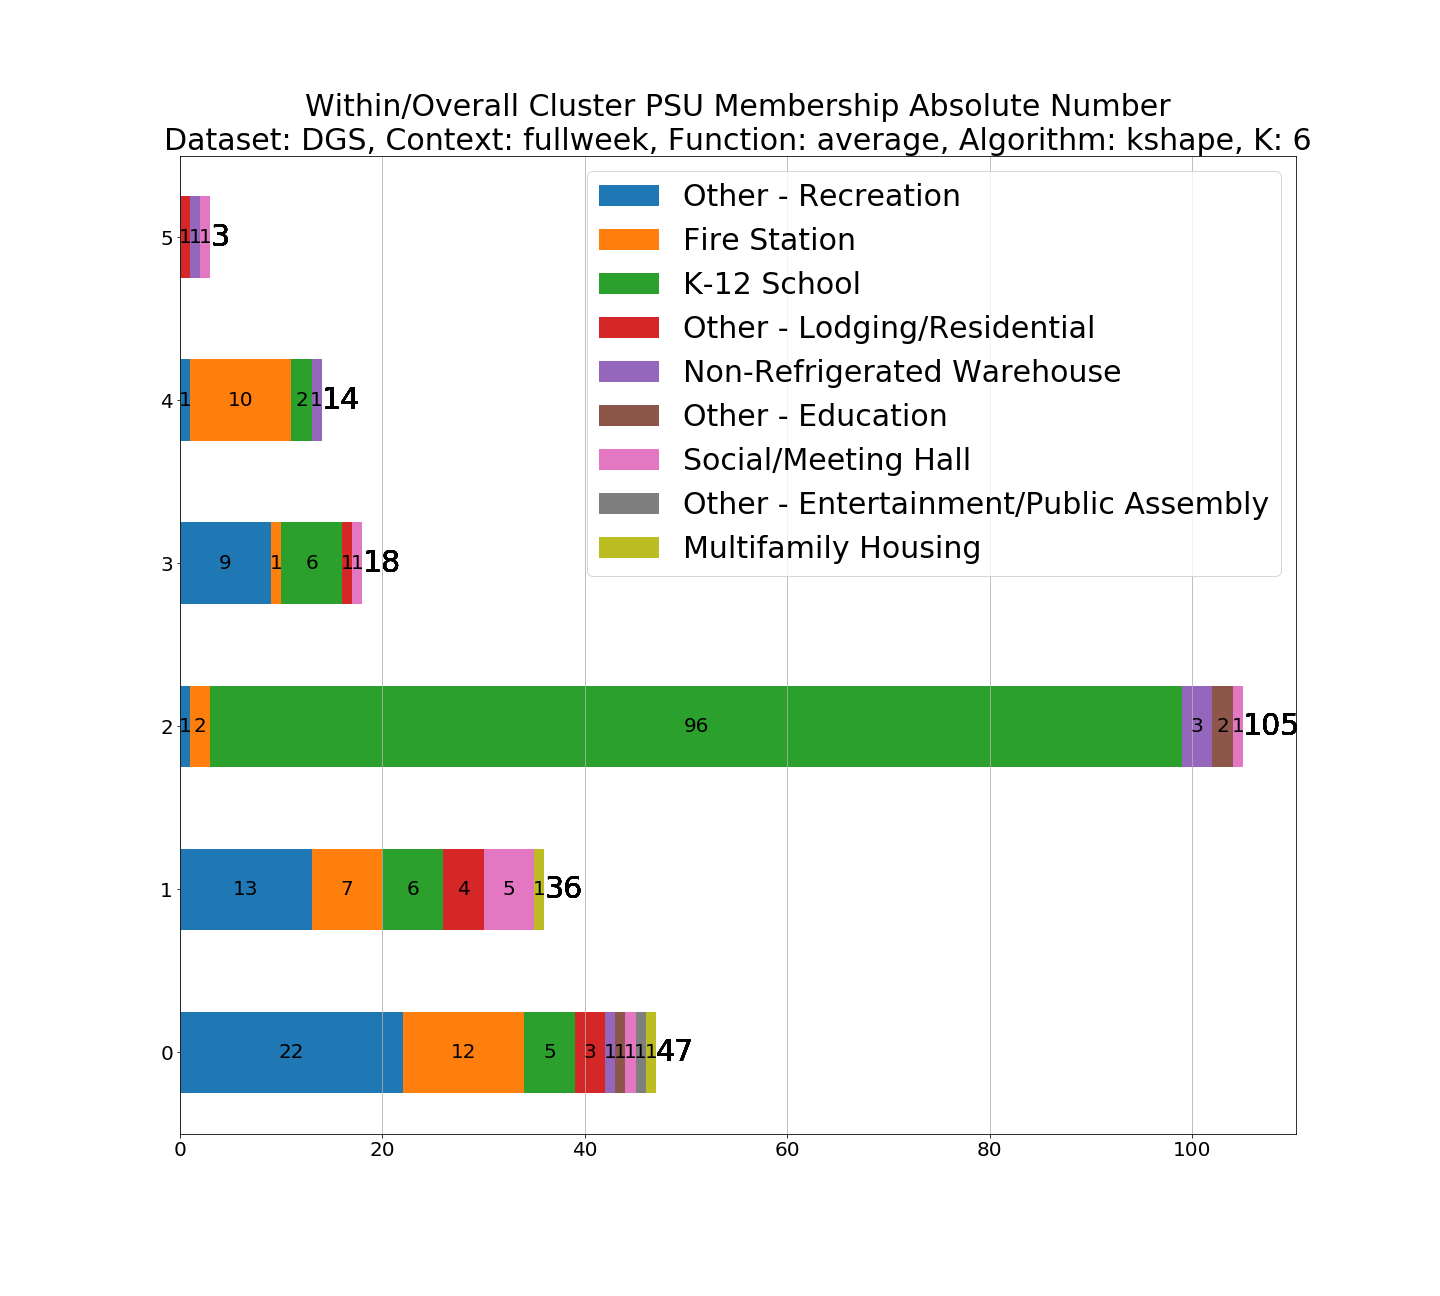 Within/Overall Cluster PSU Membership Absolute Number
Dataset: DGS, Context: fullweek, Function: average, Algorithm: kshape, K: 6
Other - Recreation
Fire Station
K-12 School
Other - Lodging/Residential
Non-Refrigerated Warehouse
Other - Education
Social/Meeting Hall
Other - Entertainment/Public Assembly
Multifamily Housing
5 1 1 1 3
4 1 10 2 1 14
3 9 1 6 1 1 18
2 1 2 96 3 2 1 105
1 13 7 6 4 5 1 36
0 22 12 5 3 1 1 1 1 1 47
0 20 40 60 80 100